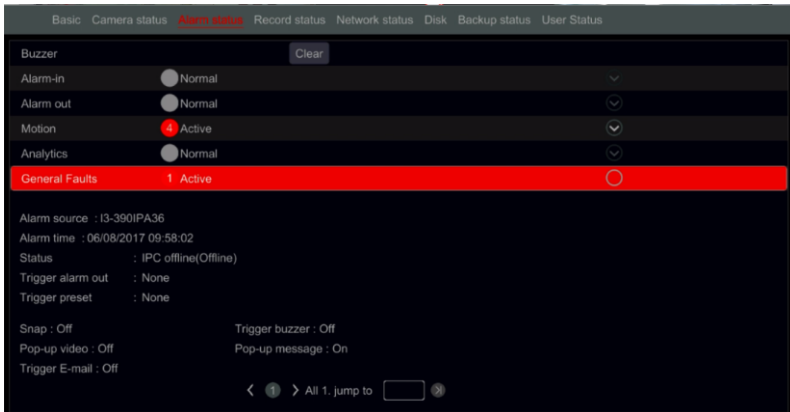 Basic Camera status Alarm status Record status Network status Disk Backup status User Status
Buzzer Clear
Alarm-in Normal
Alarm out Normal
Motion 4 Active
Analytics Normal
General Faults 1 Active
Alarm source : I3-390IPA36
Alarm time : 06/08/2017 09:58:02
Status : IPC offline(Offline)
Trigger alarm out : None
Trigger preset : None
Snap : Off Trigger buzzer : Off
Pop-up video : Off Pop-up message : On
Trigger E-mail : Off
1 All 1. jump to